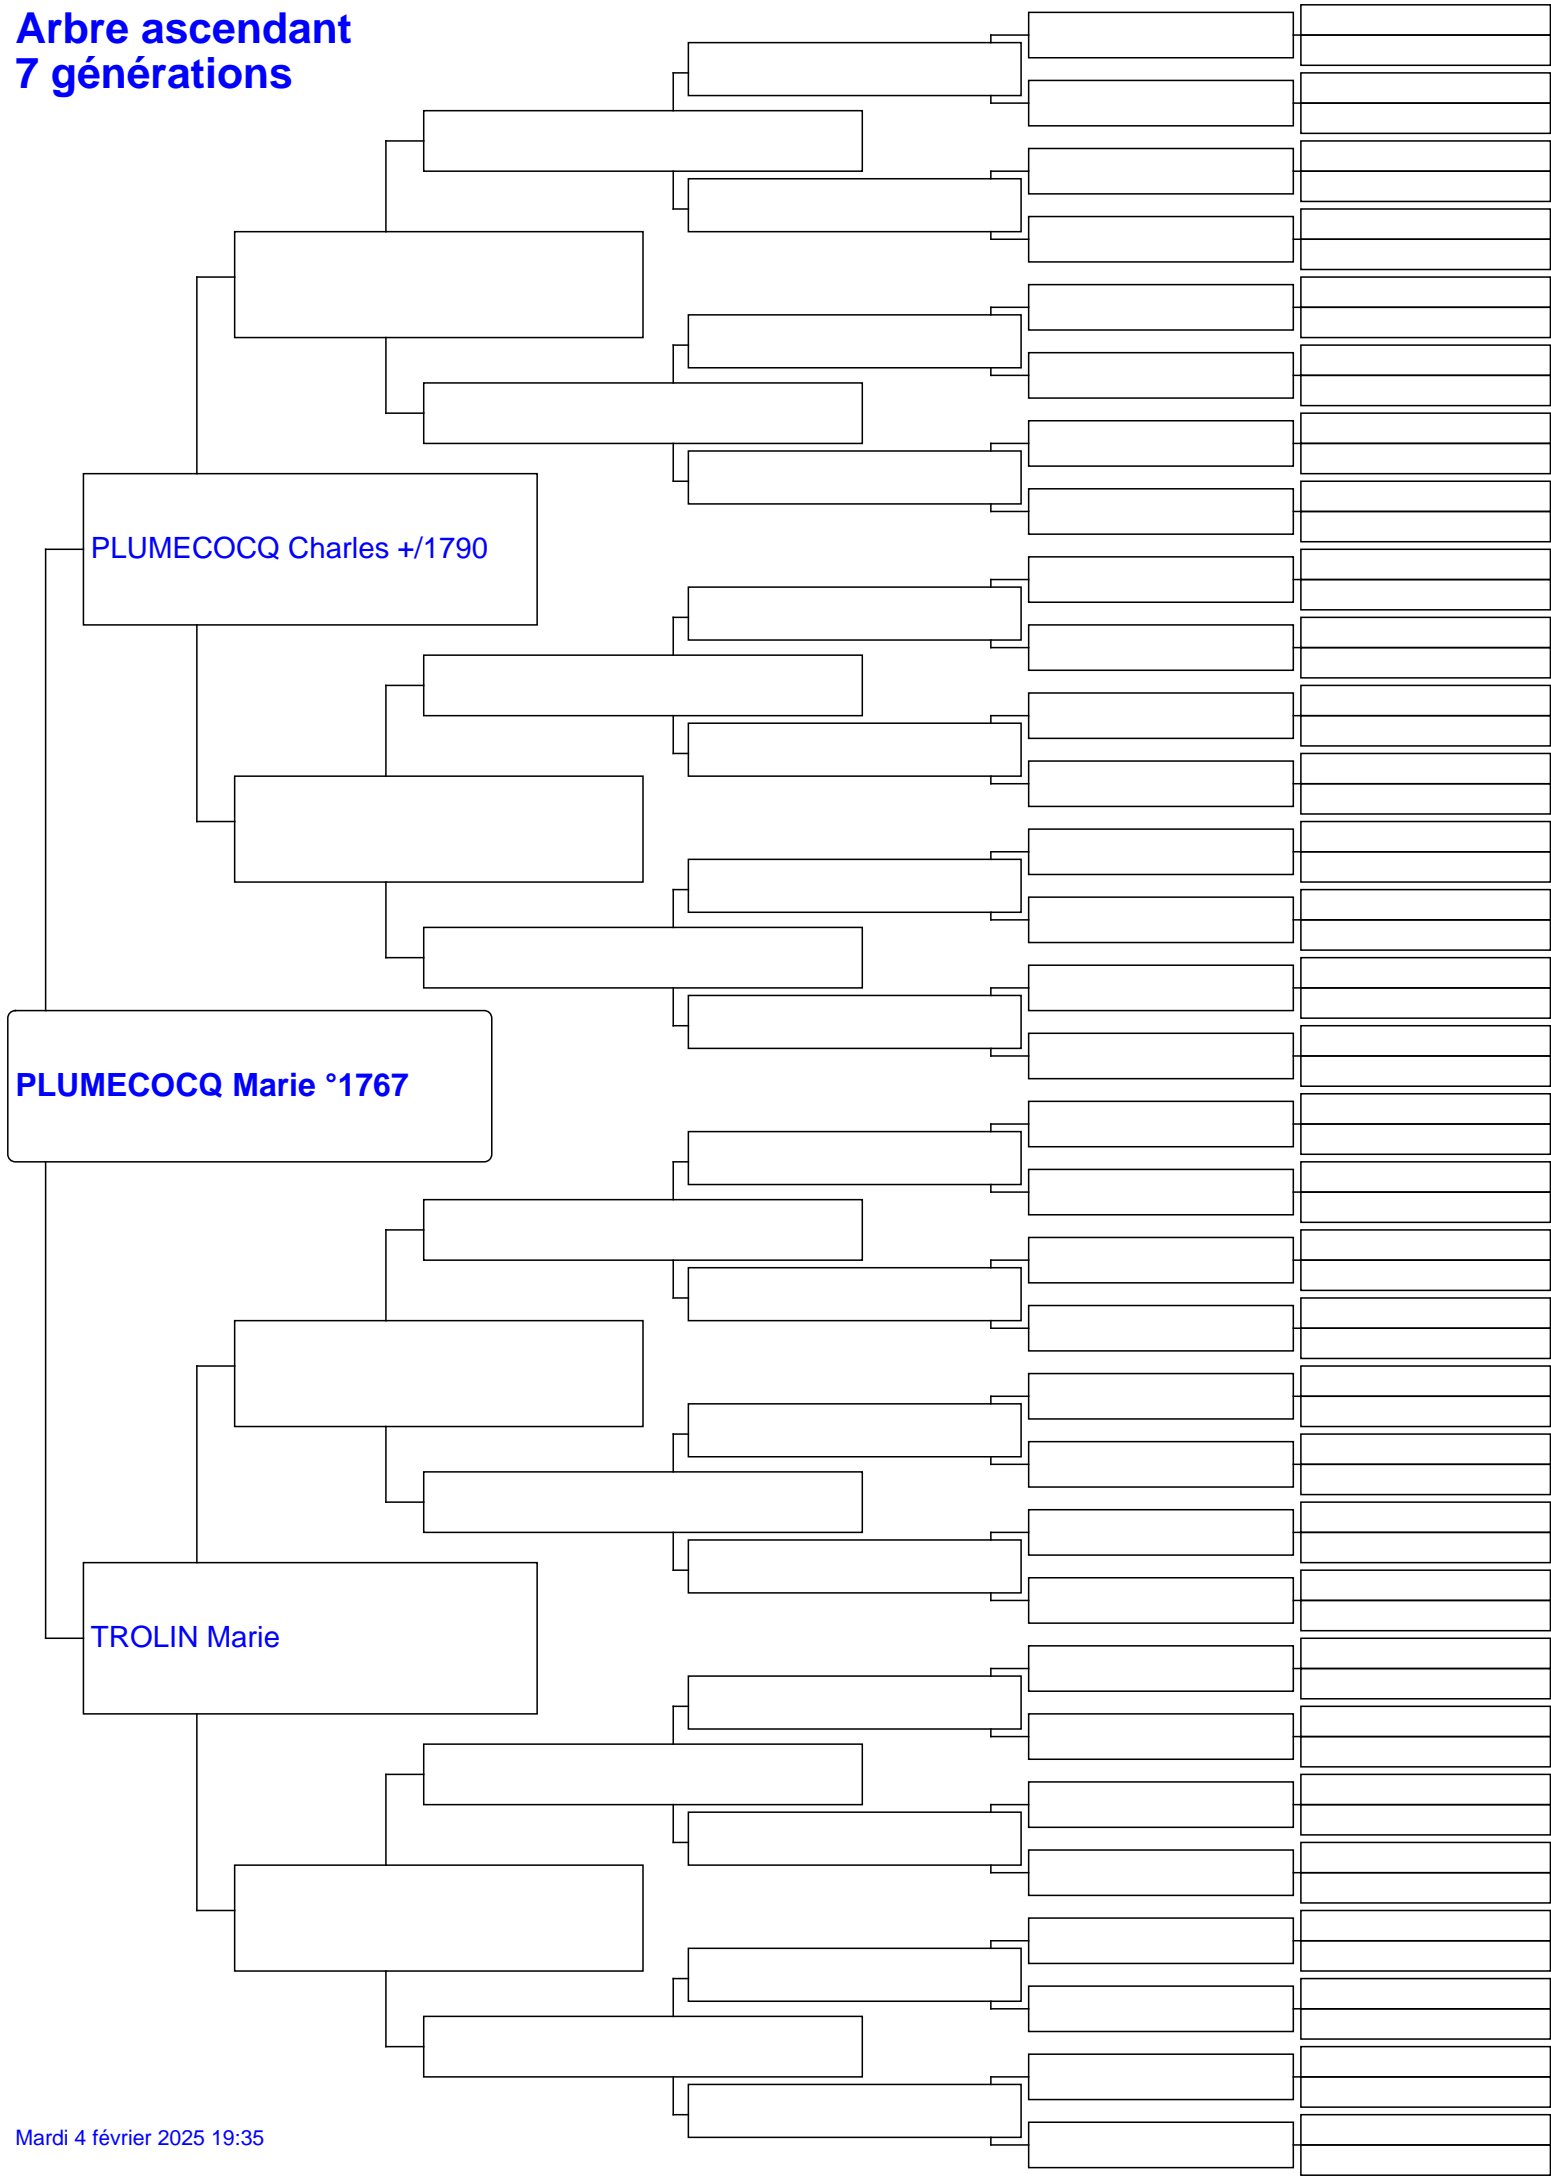 Arbre ascendant
7 générations
PLUMECOCQ Charles +/1790
PLUMECOCQ Marie °1767
TROLIN Marie
Mardi 4 février 2025 19:35